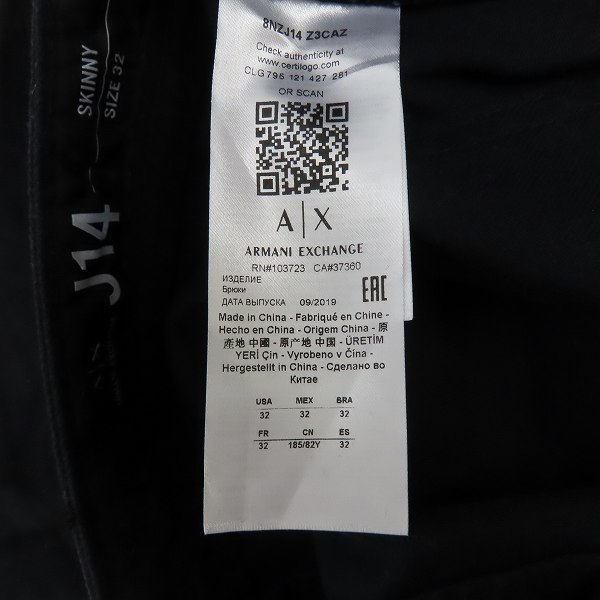 8NZJ14 Z3CAZ
Check authenticity at
www.certilogo.com
CLG796 121 427 281
OR SCAN
A|X
ARMANI EXCHANGE
RN#103723 CA#37360
ИЗДЕЛИЕ
Брюки
ДАТА ВЫПУСКА 09/2019
EAC
Made in China - Fabriqué en Chine -
Hecho en China - Origem China - 原
產地 中國 - 原产地 中国 - ÜRETİM
YERİ Çin - Vyrobeno v Čína -
Hergestellt in China - Сделано во
Китае
USA MEX BRA
32 32 32
FR CN ES
32 185/82Y 32
SKINNY
SIZE 32
J14